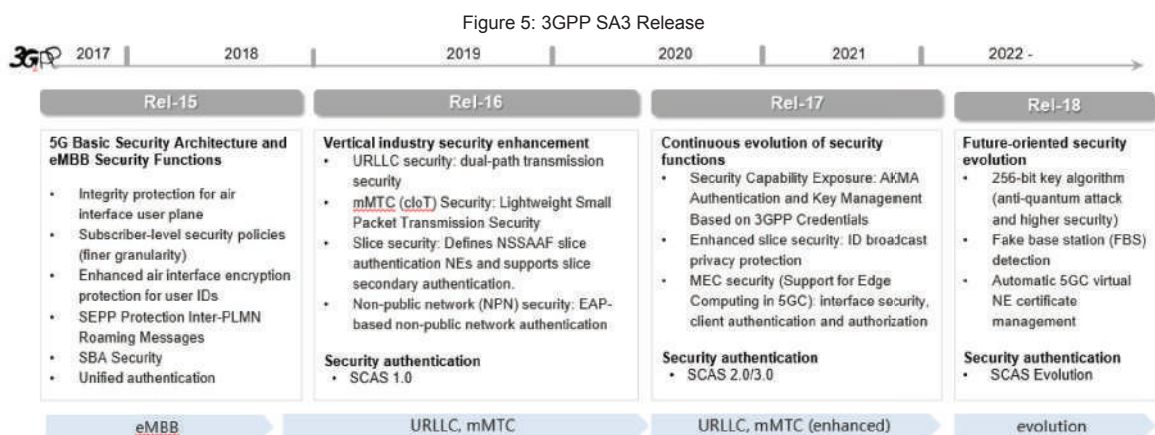 Figure 5: 3GPP SA3 Release
3GPP 2017 2018 2019 2020 2021 2022 -
Rel-15
5G Basic Security Architecture and
eMBB Security Functions
• Integrity protection for air
interface user plane
• Subscriber-level security policies
(finer granularity)
• Enhanced air interface encryption
protection for user IDs
• SEPP Protection Inter-PLMN
Roaming Messages
• SBA Security
• Unified authentication
eMBB
Rel-16
Vertical industry security enhancement
• URLLC security: dual-path transmission
security
• mMTC (cIoT) Security: Lightweight Small
Packet Transmission Security
• Slice security: Defines NSSAAF slice
authentication NEs and supports slice
secondary authentication.
• Non-public network (NPN) security: EAP-
based non-public network authentication
Security authentication
• SCAS 1.0
URLLC, mMTC
Rel-17
Continuous evolution of security
functions
• Security Capability Exposure: AKMA
Authentication and Key Management
Based on 3GPP Credentials
• Enhanced slice security: ID broadcast
privacy protection
• MEC security (Support for Edge
Computing in 5GC): interface security,
client authentication and authorization
Security authentication
• SCAS 2.0/3.0
URLLC, mMTC (enhanced)
Rel-18
Future-oriented security
evolution
• 256-bit key algorithm
(anti-quantum attack
and higher security)
• Fake base station (FBS)
detection
• Automatic 5GC virtual
NE certificate
management
Security authentication
• SCAS Evolution
evolution